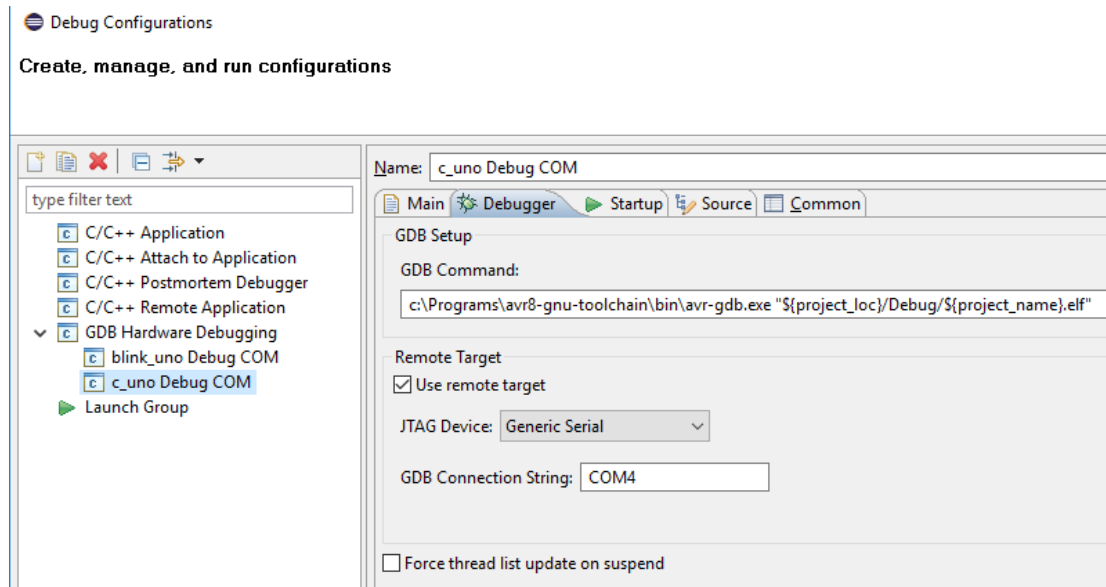 Debug Configurations
Create, manage, and run configurations
type filter text
C/C++ Application
C/C++ Attach to Application
C/C++ Postmortem Debugger
C/C++ Remote Application
GDB Hardware Debugging
blink_uno Debug COM
c_uno Debug COM
Launch Group
Name: c_uno Debug COM
Main Debugger Startup Source Common
GDB Setup
GDB Command:
c:\Programs\avr8-gnu-toolchain\bin\avr-gdb.exe "${project_loc}/Debug/${project_name}.elf"
Remote Target
Use remote target
JTAG Device: Generic Serial
GDB Connection String: COM4
Force thread list update on suspend